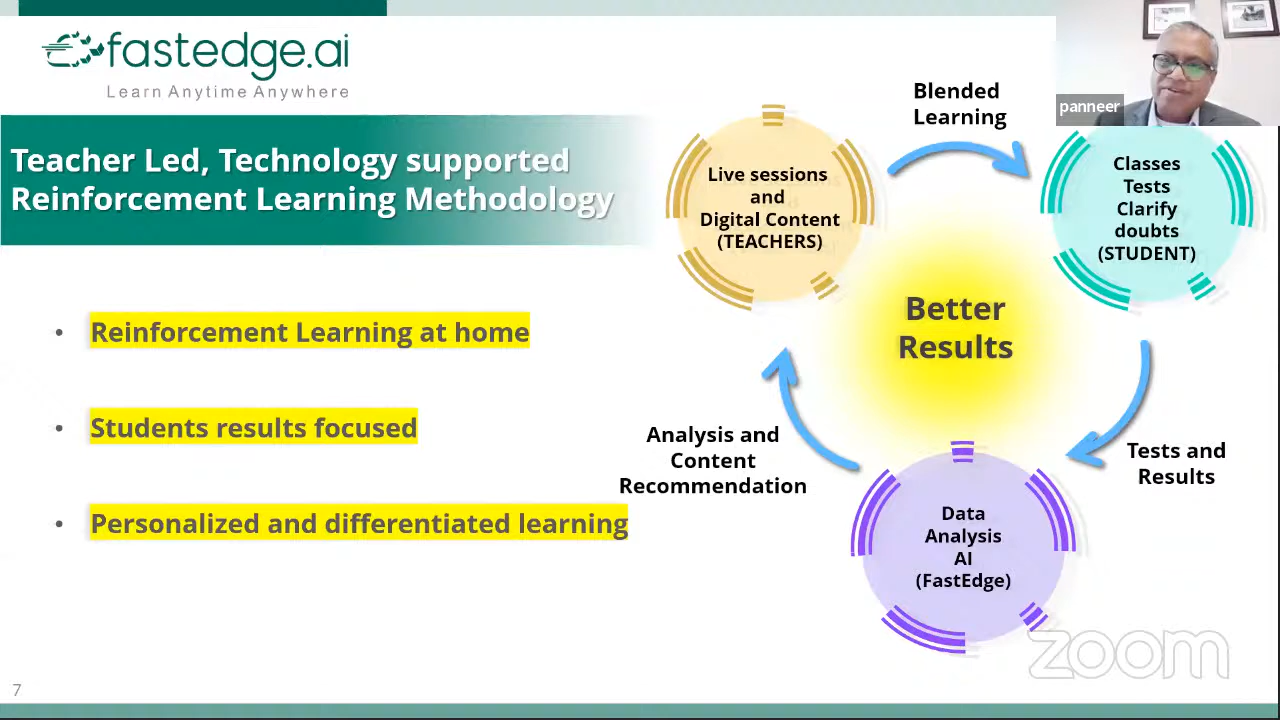 fastedge.ai
Learn Anytime Anywhere
Teacher Led, Technology supported
Reinforcement Learning Methodology
• Reinforcement Learning at home
• Students results focused
• Personalized and differentiated learning
Blended
Learning
panneer
Live sessions
and
Digital Content
(TEACHERS)
Classes
Tests
Clarify
doubts
(STUDENT)
Better
Results
Analysis and
Content
Recommendation
Tests and
Results
Data
Analysis
AI
(FastEdge)
zoom
7